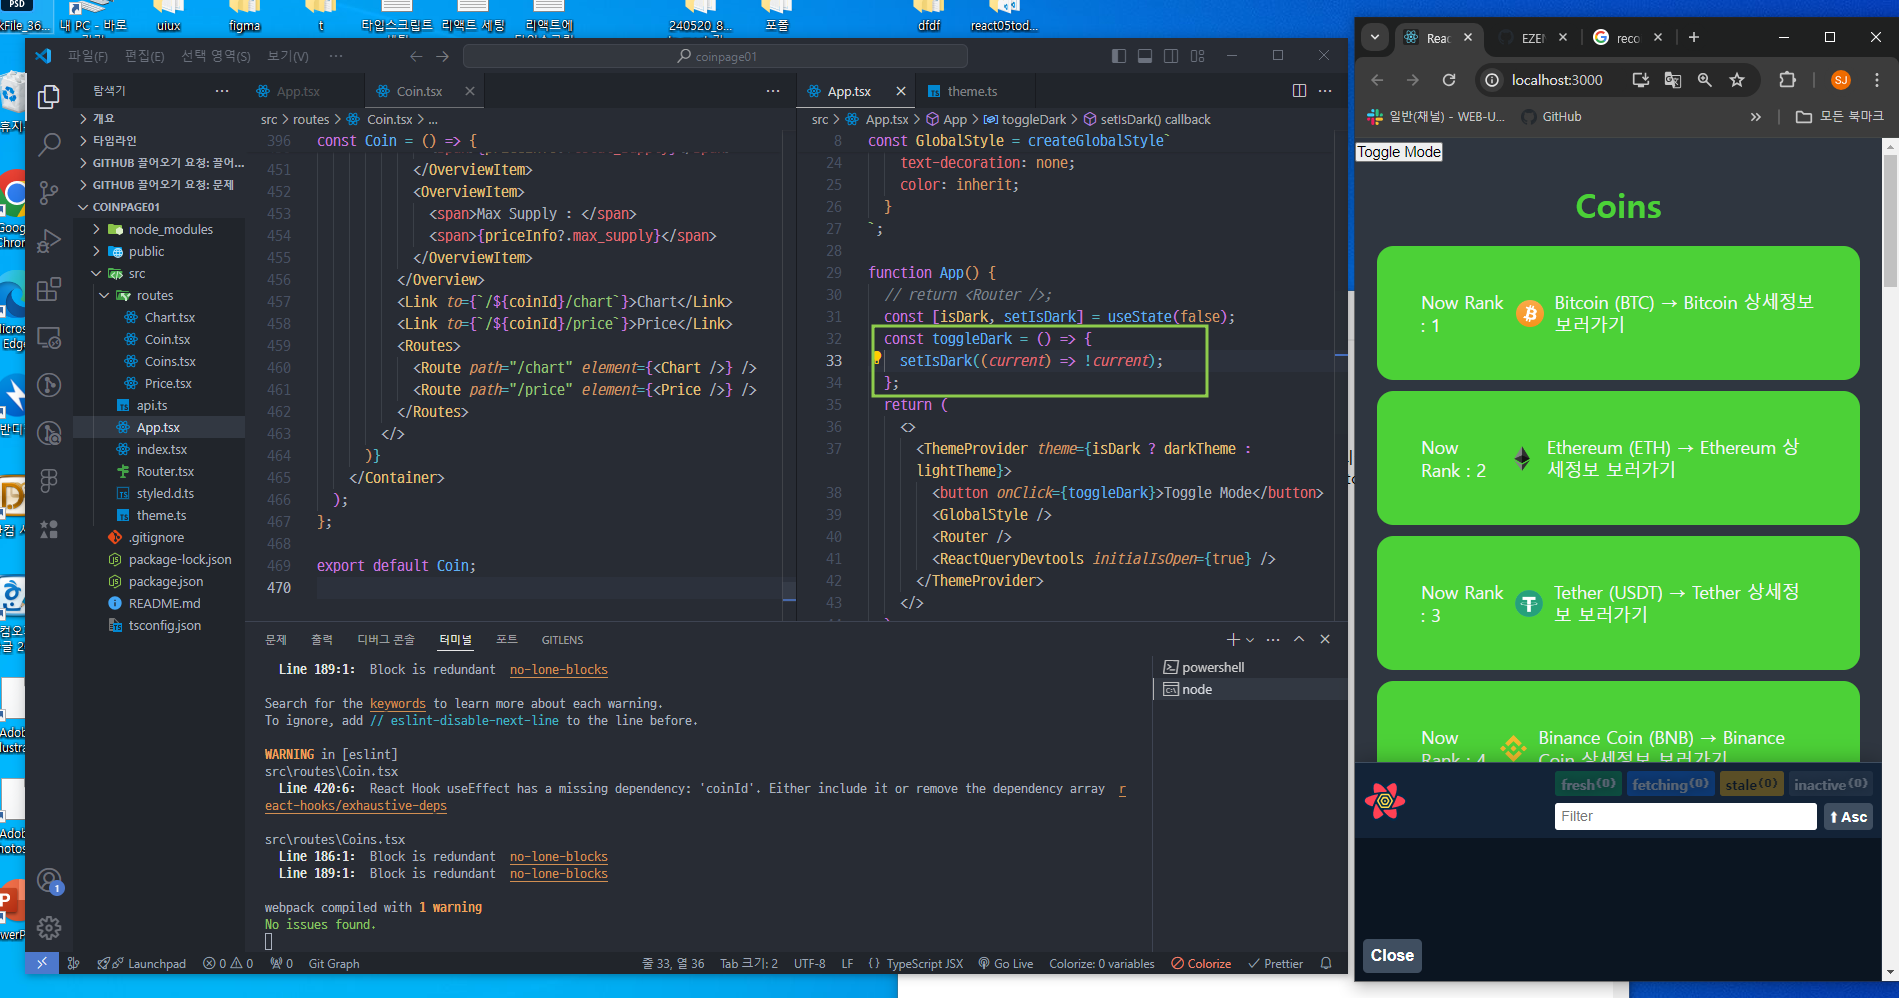 내 PC - 바로
uiux
figma
t
타입스크립트
리액트 세팅
리액트에
240520_8...
포폴
dfdf
react05tod...
파일(F)
편집(E)
선택 영역(S)
보기(V)
coinpage01
탐색기
개요
타임라인
GITHUB 끌어오기 요청: 끌어...
GITHUB 끌어오기 요청: 문제
COINPAGE01
node_modules
public
src
routes
Chart.tsx
Coin.tsx
Coins.tsx
Price.tsx
api.ts
App.tsx
index.tsx
Router.tsx
styled.d.ts
theme.ts
.gitignore
package-lock.json
package.json
README.md
tsconfig.json
App.tsx
Coin.tsx
src > routes > Coin.tsx > ...
396 const Coin = () => {
451 </OverviewItem>
452 <OverviewItem>
453 <span>Max Supply : </span>
454 <span>{priceInfo?.max_supply}</span>
455 </OverviewItem>
456 </Overview>
457 <Link to={`/${coinId}/chart`}>Chart</Link>
458 <Link to={`/${coinId}/price`}>Price</Link>
459 <Routes>
460 <Route path="/chart" element={<Chart />} />
461 <Route path="/price" element={<Price />} />
462 </Routes>
463 </>
464 )}
465 </Container>
466 );
467 };
468
469 export default Coin;
470
App.tsx
theme.ts
src > App.tsx > App > toggleDark > setIsDark() callback
8 const GlobalStyle = createGlobalStyle`
24 text-decoration: none;
25 color: inherit;
26 }
27 `;
28
29 function App() {
30 // return <Router />;
31 const [isDark, setIsDark] = useState(false);
32 const toggleDark = () => {
33 setIsDark((current) => !current);
34 };
35 return (
36 <>
37 <ThemeProvider theme={isDark ? darkTheme :
lightTheme}>
38 <button onClick={toggleDark}>Toggle Mode</button>
39 <GlobalStyle />
40 <Router />
41 <ReactQueryDevtools initialIsOpen={true} />
42 </ThemeProvider>
43 </>
문제
출력
디버그 콘솔
터미널
포트
GITLENS
Line 189:1: Block is redundant no-lone-blocks
Search for the keywords to learn more about each warning.
To ignore, add // eslint-disable-next-line to the line before.
WARNING in [eslint]
src\routes\Coin.tsx
Line 420:6: React Hook useEffect has a missing dependency: 'coinId'. Either include it or remove the dependency array r
eact-hooks/exhaustive-deps
src\routes\Coins.tsx
Line 186:1: Block is redundant no-lone-blocks
Line 189:1: Block is redundant no-lone-blocks
webpack compiled with 1 warning
No issues found.
powershell
node
Launchpad
0 0
0
Git Graph
줄 33, 열 36
Tab 크기: 2
UTF-8
LF
{ } TypeScript JSX
Go Live
Colorize: 0 variables
Colorize
Prettier
Reac
EZEN
reco
localhost:3000
SJ
일반(채널) - WEB-U...
GitHub
모든 북마크
Toggle Mode
Coins
Now Rank
: 1
Bitcoin (BTC) → Bitcoin 상세정보
보러가기
Now
Rank : 2
Ethereum (ETH) → Ethereum 상
세정보 보러가기
Now Rank
: 3
Tether (USDT) → Tether 상세정
보 보러가기
Now
Rank : 4
Binance Coin (BNB) → Binance
Coin 상세정보 보러가기
fresh(0)
fetching(0)
stale(0)
inactive(0)
Filter
Asc
Close